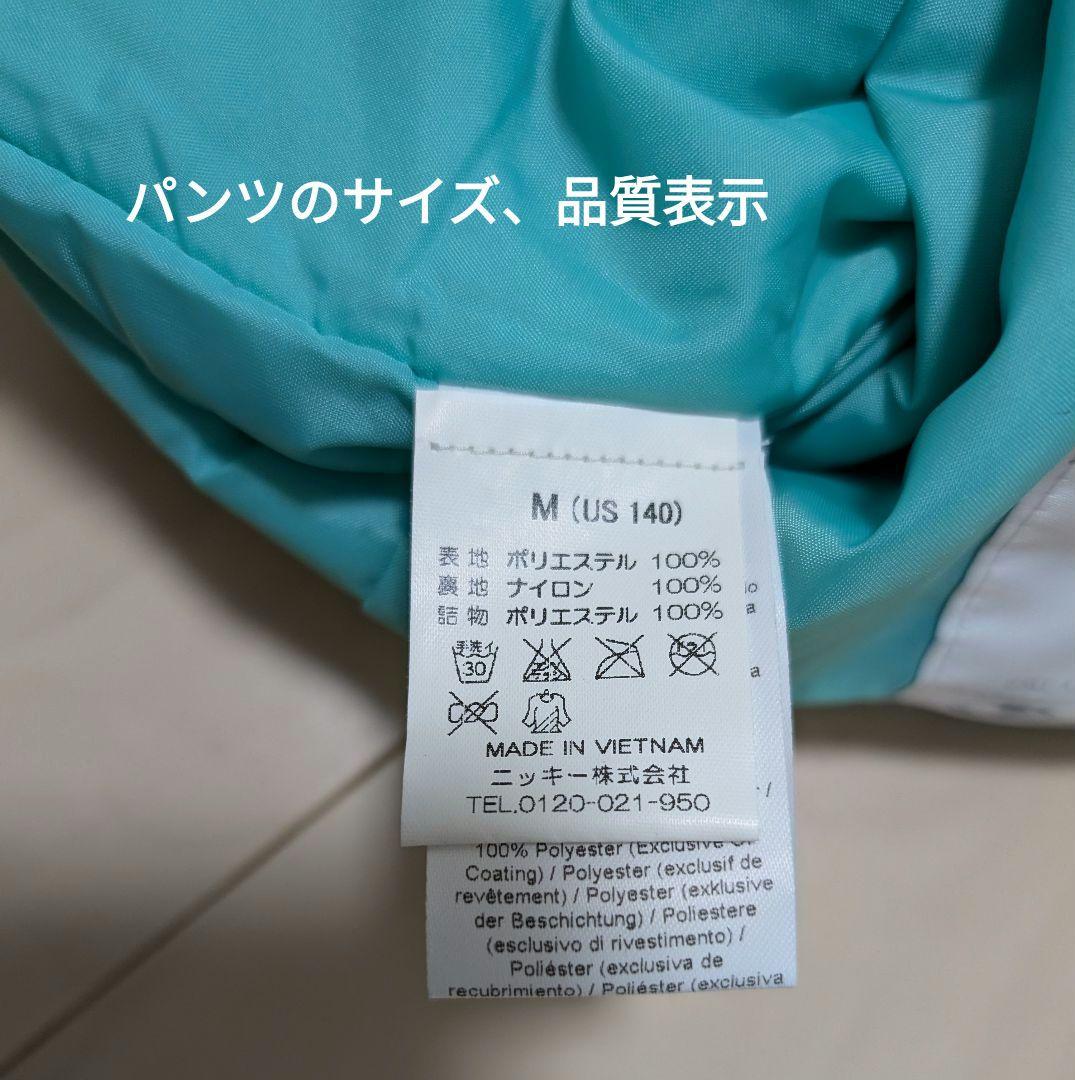 パンツのサイズ、品質表示
M (US 140)
表地 ポリエステル 100%
裏地 ナイロン 100%
詰物 ポリエステル 100%
手洗イ
30
MADE IN VIETNAM
ニッキー株式会社
TEL.0120-021-950
100% Polyester (Exclusive Of
Coating) / Polyester (exclusif de
revêtement) / Polyester (exklusive
der Beschichtung) / Poliestere
(esclusivo di rivestimento) /
Poliéster (exclusiva de
recubrimiento) / Poliéster (exclusiva